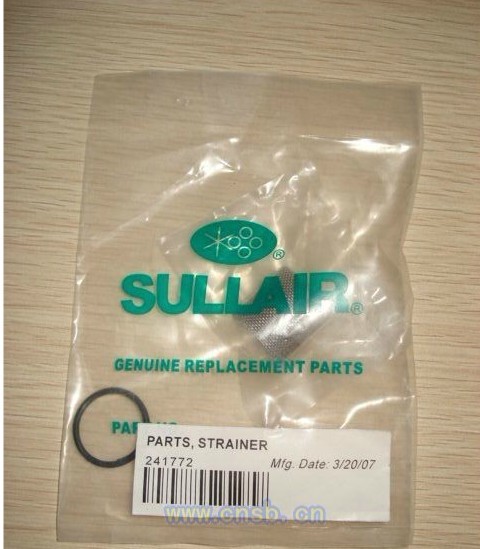 SULLAIR®
GENUINE REPLACEMENT PARTS
PARTS, STRAINER
241772 Mfg. Date: 3/20/07
www.cnsb.cn